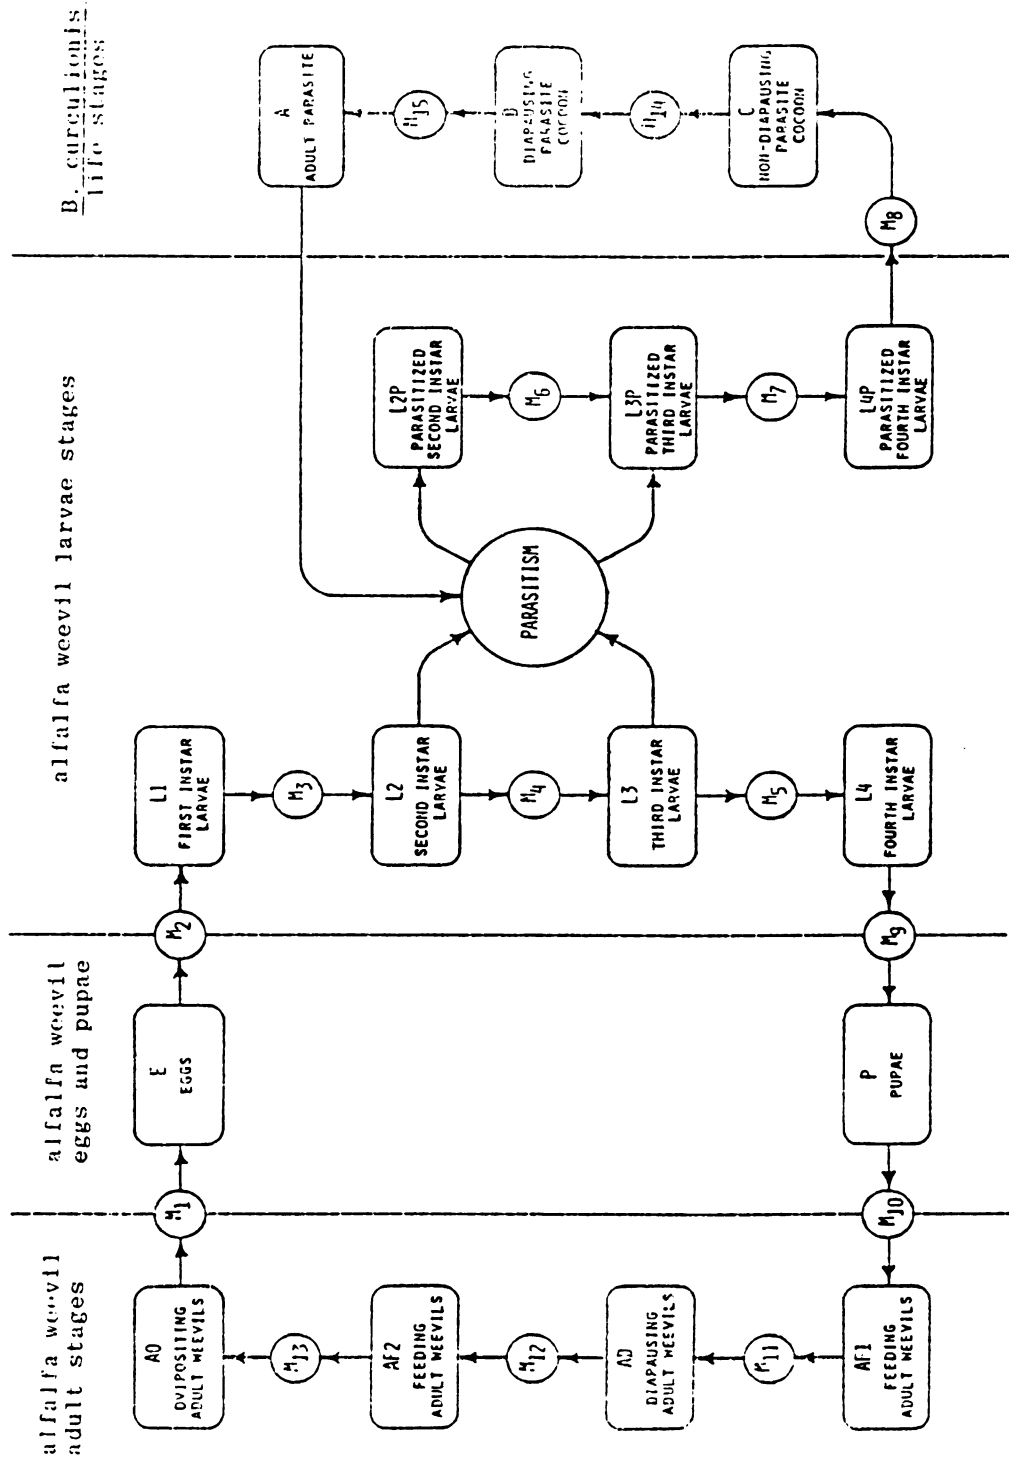 alfalfa weevil
adult stages
alfalfa weevil
eggs and pupae
alfalfa weevil larvae stages
B. curculionis
life stages
AO
OVIPOSITING
ADULT WEEVILS
M1
E
EGGS
M2
L1
FIRST INSTAR
LARVAE
A
ADULT PARASITE
M13
M3
M15
AF2
FEEDING
ADULT WEEVILS
L2
SECOND INSTAR
LARVAE
L2P
PARASITIZED
SECOND INSTAR
LARVAE
B
DIAPAUSING
PARASITE
COCOON
M12
M4
PARASITISM
M6
M14
AD
DIAPAUSING
ADULT WEEVILS
L3
THIRD INSTAR
LARVAE
L3P
PARASITIZED
THIRD INSTAR
LARVAE
C
NON-DIAPAUSING
PARASITE
COCOON
M11
M5
M7
AF1
FEEDING
ADULT WEEVILS
M10
P
PUPAE
M9
L4
FOURTH INSTAR
LARVAE
L4P
PARASITIZED
FOURTH INSTAR
LARVAE
M8